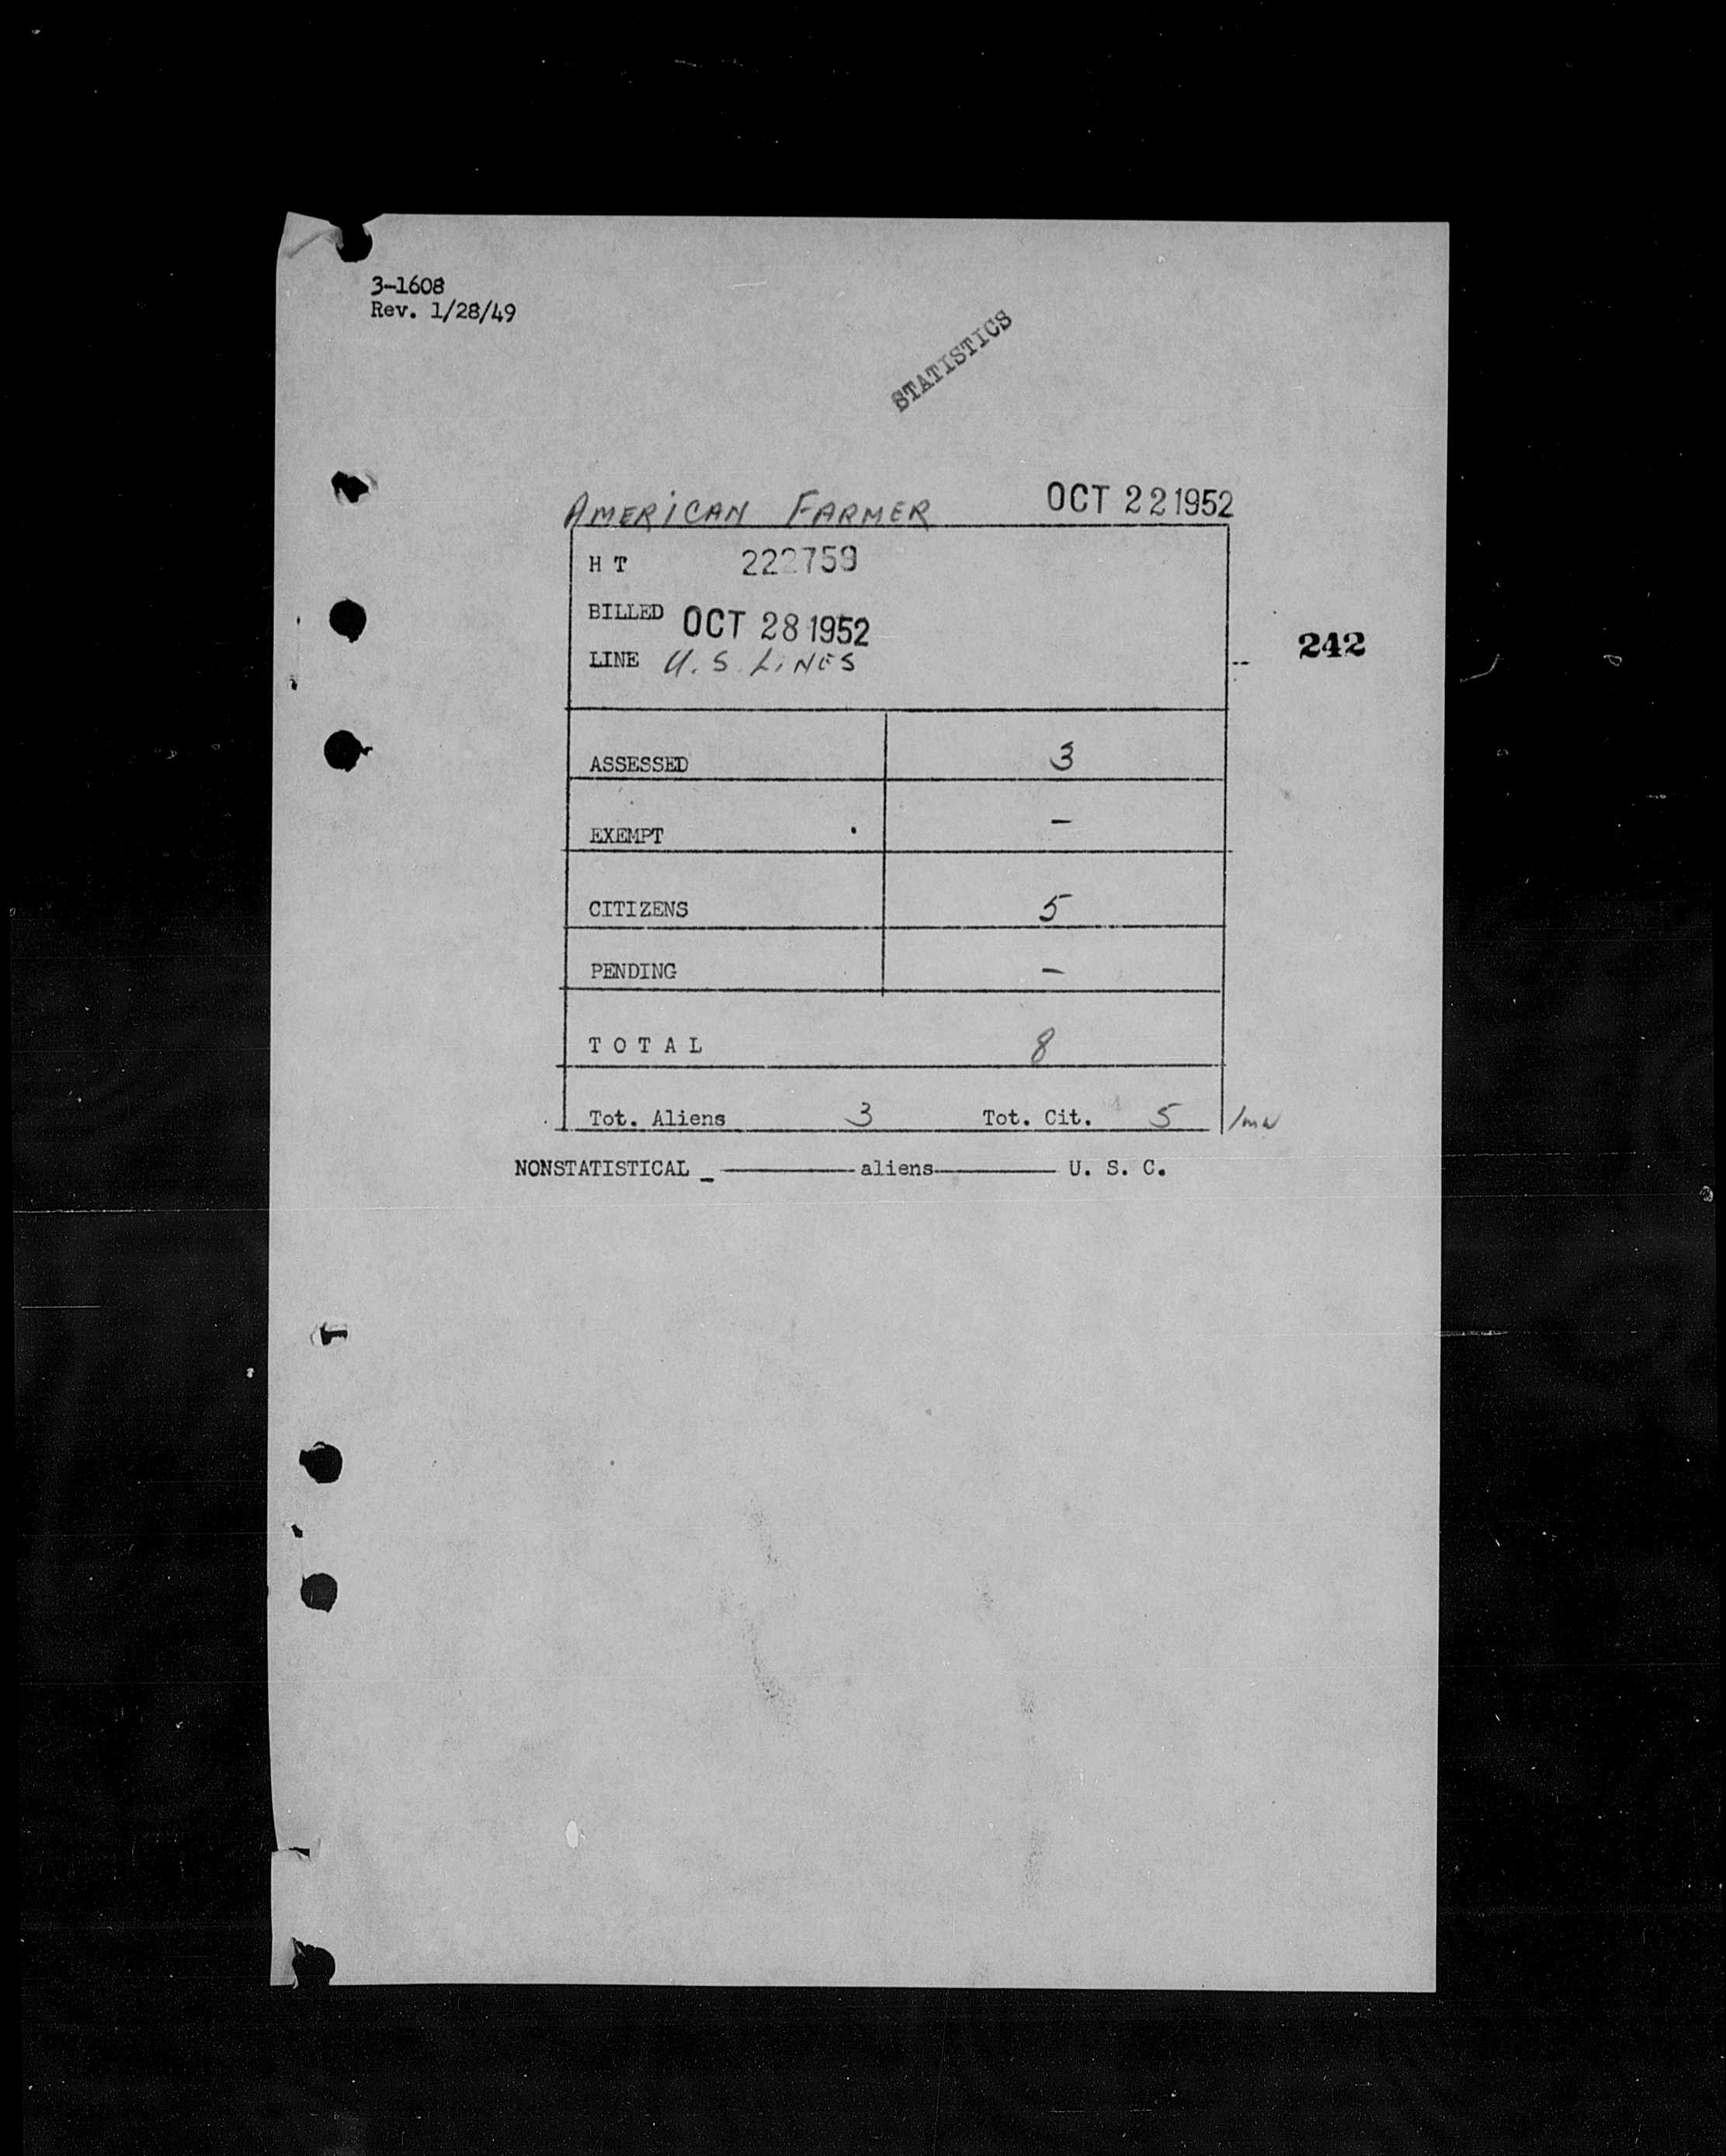 3-1608
Rev. 1/28/49
STATISTICS
AMERICAN FARMER OCT 22 1952
H T 222759
BILLED OCT 28 1952
LINE U.S. LINES
242
ASSESSED 3
EXEMPT –
CITIZENS 5
PENDING –
T O T A L 8
Tot. Aliens 3 Tot. Cit. 5 /mw
NONSTATISTICAL _ ———— aliens ———— U. S. C.